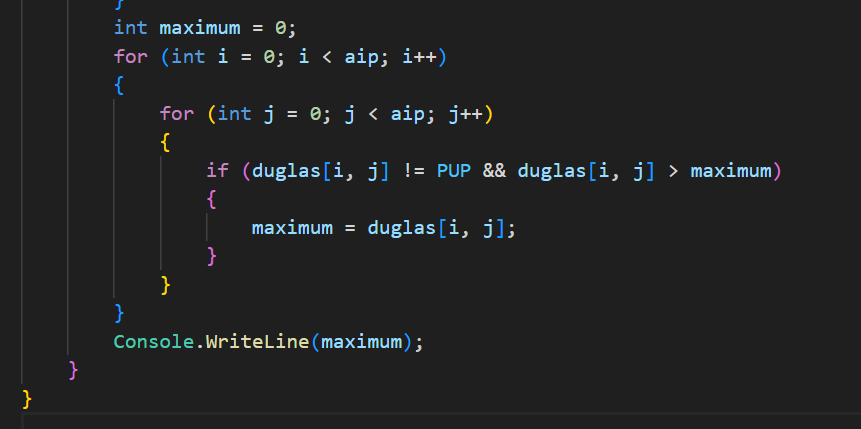 }
int maximum = 0;
for (int i = 0; i < aip; i++)
{
for (int j = 0; j < aip; j++)
{
if (duglas[i, j] != PUP && duglas[i, j] > maximum)
{
maximum = duglas[i, j];
}
}
}
Console.WriteLine(maximum);
}
}